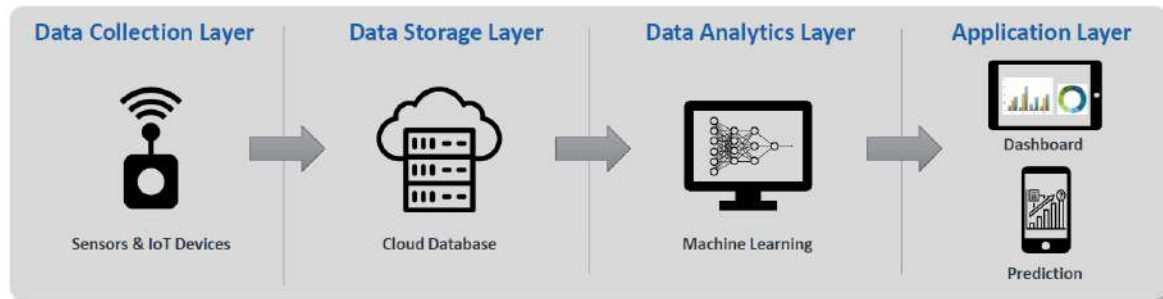 Data Collection Layer
Data Storage Layer
Data Analytics Layer
Application Layer
Sensors & IoT Devices
Cloud Database
Machine Learning
Dashboard
Prediction